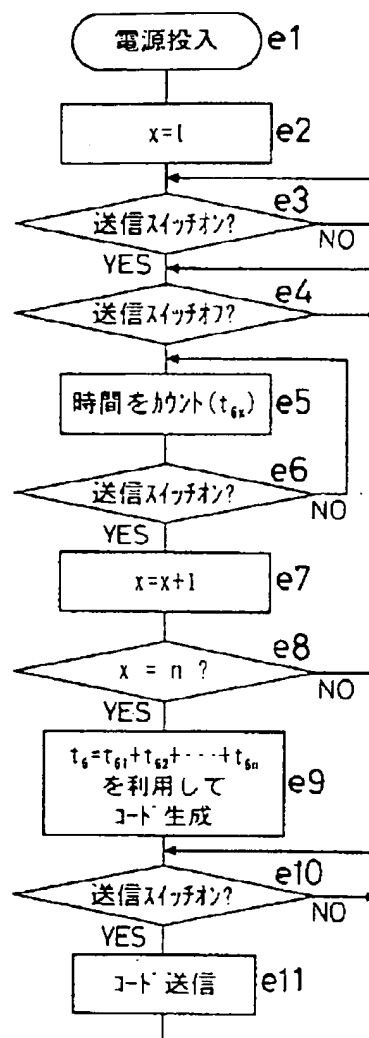 電源投入 e1
x=1 e2
送信スイッチオン? e3
NO
YES
送信スイッチオフ? e4
時間をカウント(t6x) e5
送信スイッチオン? e6
NO
YES
x=x+1 e7
x = n ? e8
NO
YES
t6=t61+t62+‐‐‐‐+t6n
を利用して e9
コード生成
送信スイッチオン? e10
NO
YES
コード送信 e11